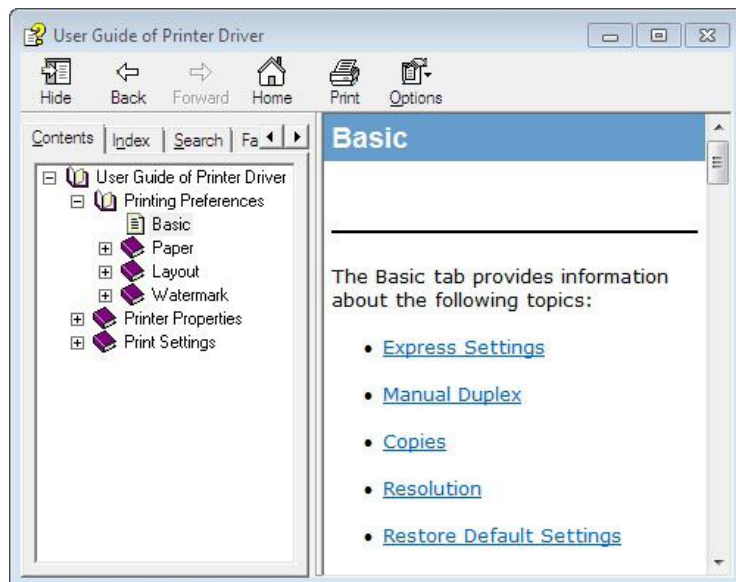 User Guide of Printer Driver
Hide Back Forward Home Print Options
Contents Index Search Fa
User Guide of Printer Driver
Printing Preferences
Basic
Paper
Layout
Watermark
Printer Properties
Print Settings
Basic
The Basic tab provides information
about the following topics:
• Express Settings
• Manual Duplex
• Copies
• Resolution
• Restore Default Settings